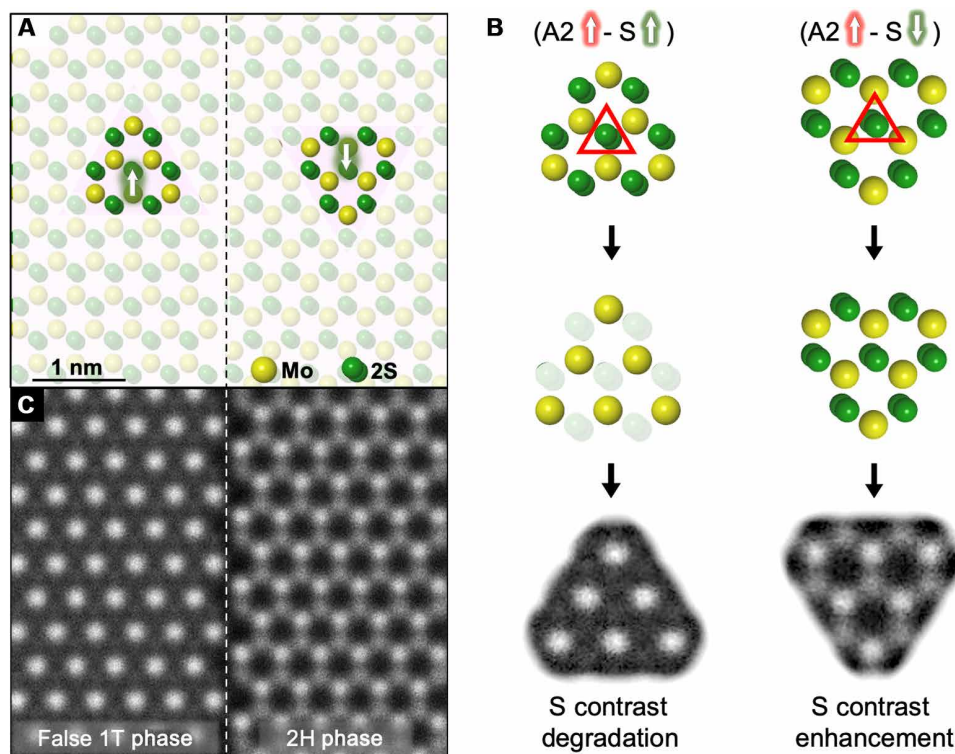 A
1 nm
Mo
2S
C
False 1T phase
2H phase
B
(A2 ⇧ - S ⇧)
(A2 ⇧ - S ⇩)
S contrast
degradation
S contrast
enhancement